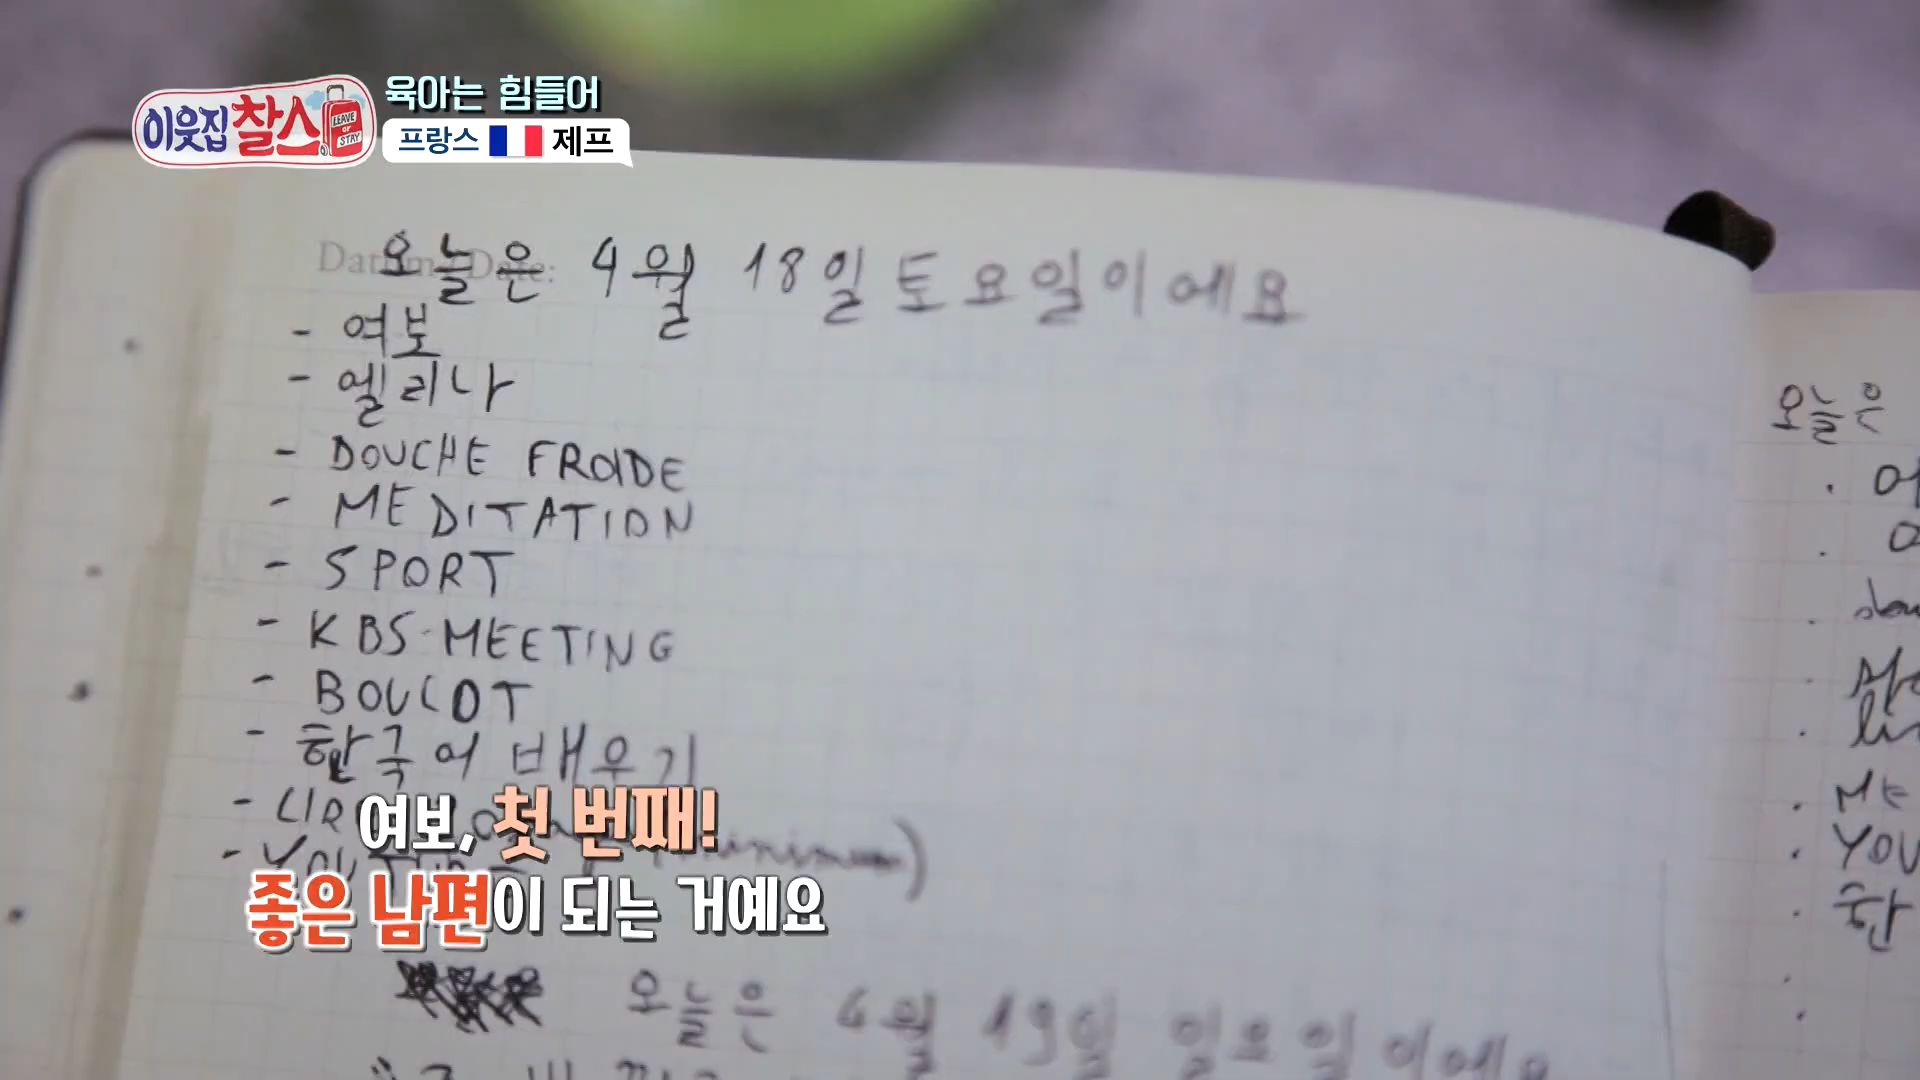 이웃집 찰스
LEAVE or STAY
육아는 힘들어
프랑스 제프
오늘은 4월 18일 토요일이에요
- 여보
- 엘리나
- DOUCHE FROIDE
- MEDITATION
- SPORT
- KBS-MEETING
- BOULOT
- 한국어 배우기
여보, 첫 번째!
좋은 남편이 되는 거예요
오늘은 4월 19일 일요일이에요
오늘은
YOU
한